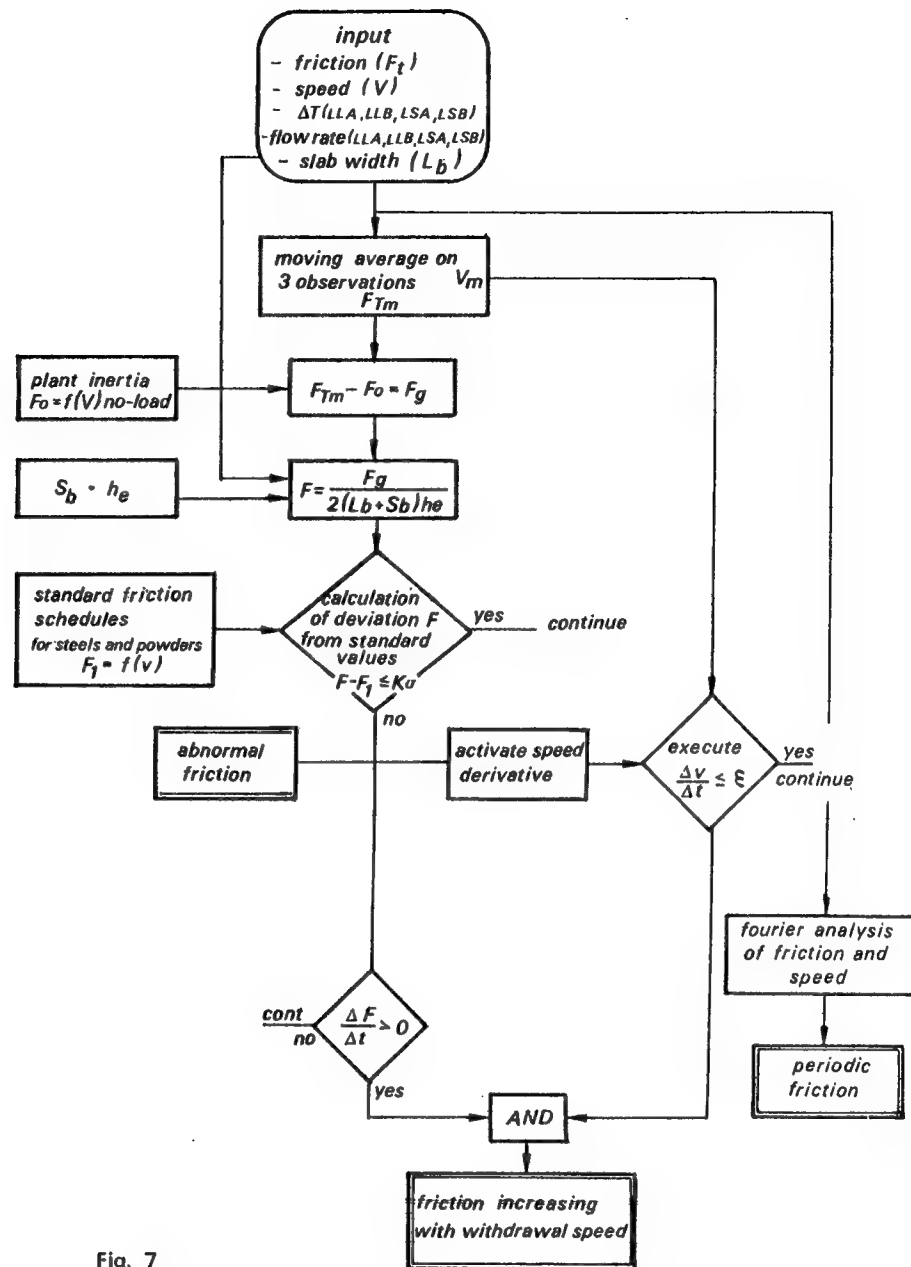 input
- friction (Ft)
- speed (V)
- ΔT(LLA, LLB, LSA, LSB)
-flow rate(LLA, LLB, LSA, LSB)
- slab width (Lb)
moving average on
3 observations Vm
FTm
plant inertia
Fo = f(V) no-load
FTm - Fo = Fg
Sb - he
F = Fg / 2(Lb + Sb)he
standard friction
schedules
for steels and powders
F1 = f(v)
calculation
of deviation F
from standard
values
F-F1 ≤ Kσ
yes
continue
no
abnormal
friction
activate speed
derivative
execute
Δv/Δt ≤ ξ
yes
continue
fourier analysis
of friction and
speed
cont
no
ΔF/Δt > 0
yes
periodic
friction
AND
friction increasing
with withdrawal speed
Fig. 7